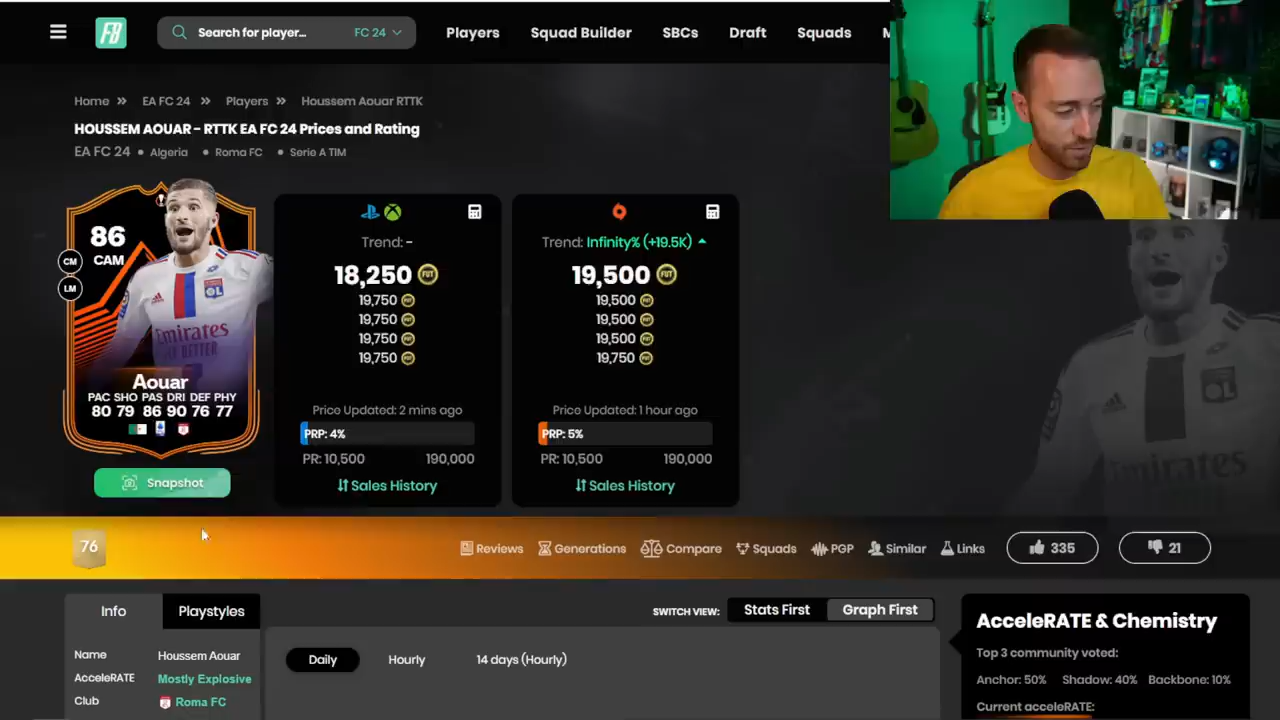 FB
Search for player...
FC 24
Players
Squad Builder
SBCs
Draft
Squads
Home » EA FC 24 » Players » Houssem Aouar RTTK
HOUSSEM AOUAR - RTTK EA FC 24 Prices and Rating
EA FC 24 • Algeria • Roma FC • Serie A TIM
86
CAM
CM
LM
Emirates
Aouar
PAC SHO PAS DRI DEF PHY
80 79 86 90 76 77
Snapshot
Trend: -
18,250
19,750
19,750
19,750
19,750
Price Updated: 2 mins ago
PRP: 4%
PR: 10,500
190,000
Sales History
Trend: Infinity% (+19.5K)
19,500
19,500
19,500
19,500
19,750
Price Updated: 1 hour ago
PRP: 5%
PR: 10,500
190,000
Sales History
76
Reviews
Generations
Compare
Squads
PGP
Similar
Links
335
21
Info
Playstyles
SWITCH VIEW:
Stats First
Graph First
Name
Houssem Aouar
AcceleRATE
Mostly Explosive
Club
Roma FC
Daily
Hourly
14 days (Hourly)
AcceleRATE & Chemistry
Top 3 community voted:
Anchor: 50%
Shadow: 40%
Backbone: 10%
Current acceleRATE: